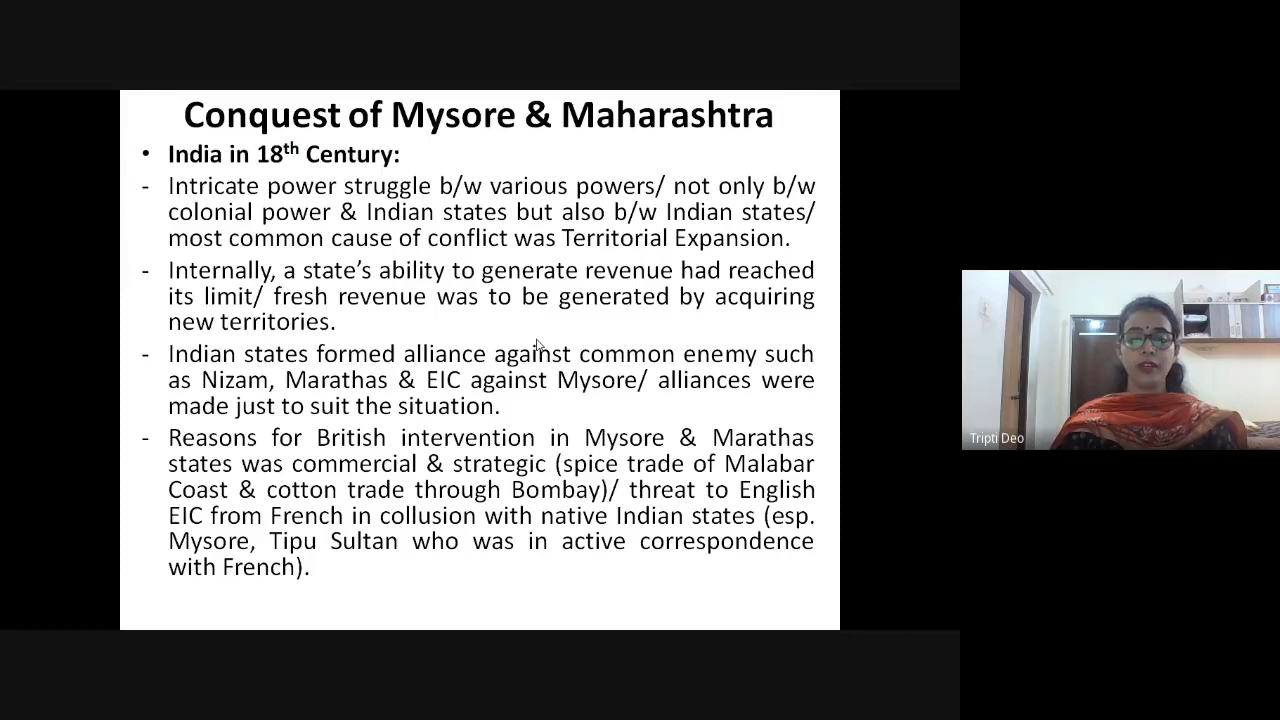 Conquest of Mysore & Maharashtra
• India in 18th Century:
- Intricate power struggle b/w various powers/ not only b/w
colonial power & Indian states but also b/w Indian states/
most common cause of conflict was Territorial Expansion.
- Internally, a state's ability to generate revenue had reached
its limit/ fresh revenue was to be generated by acquiring
new territories.
- Indian states formed alliance against common enemy such
as Nizam, Marathas & EIC against Mysore/ alliances were
made just to suit the situation.
- Reasons for British intervention in Mysore & Marathas
states was commercial & strategic (spice trade of Malabar
Coast & cotton trade through Bombay)/ threat to English
EIC from French in collusion with native Indian states (esp.
Mysore, Tipu Sultan who was in active correspondence
with French).
Tripti Deo